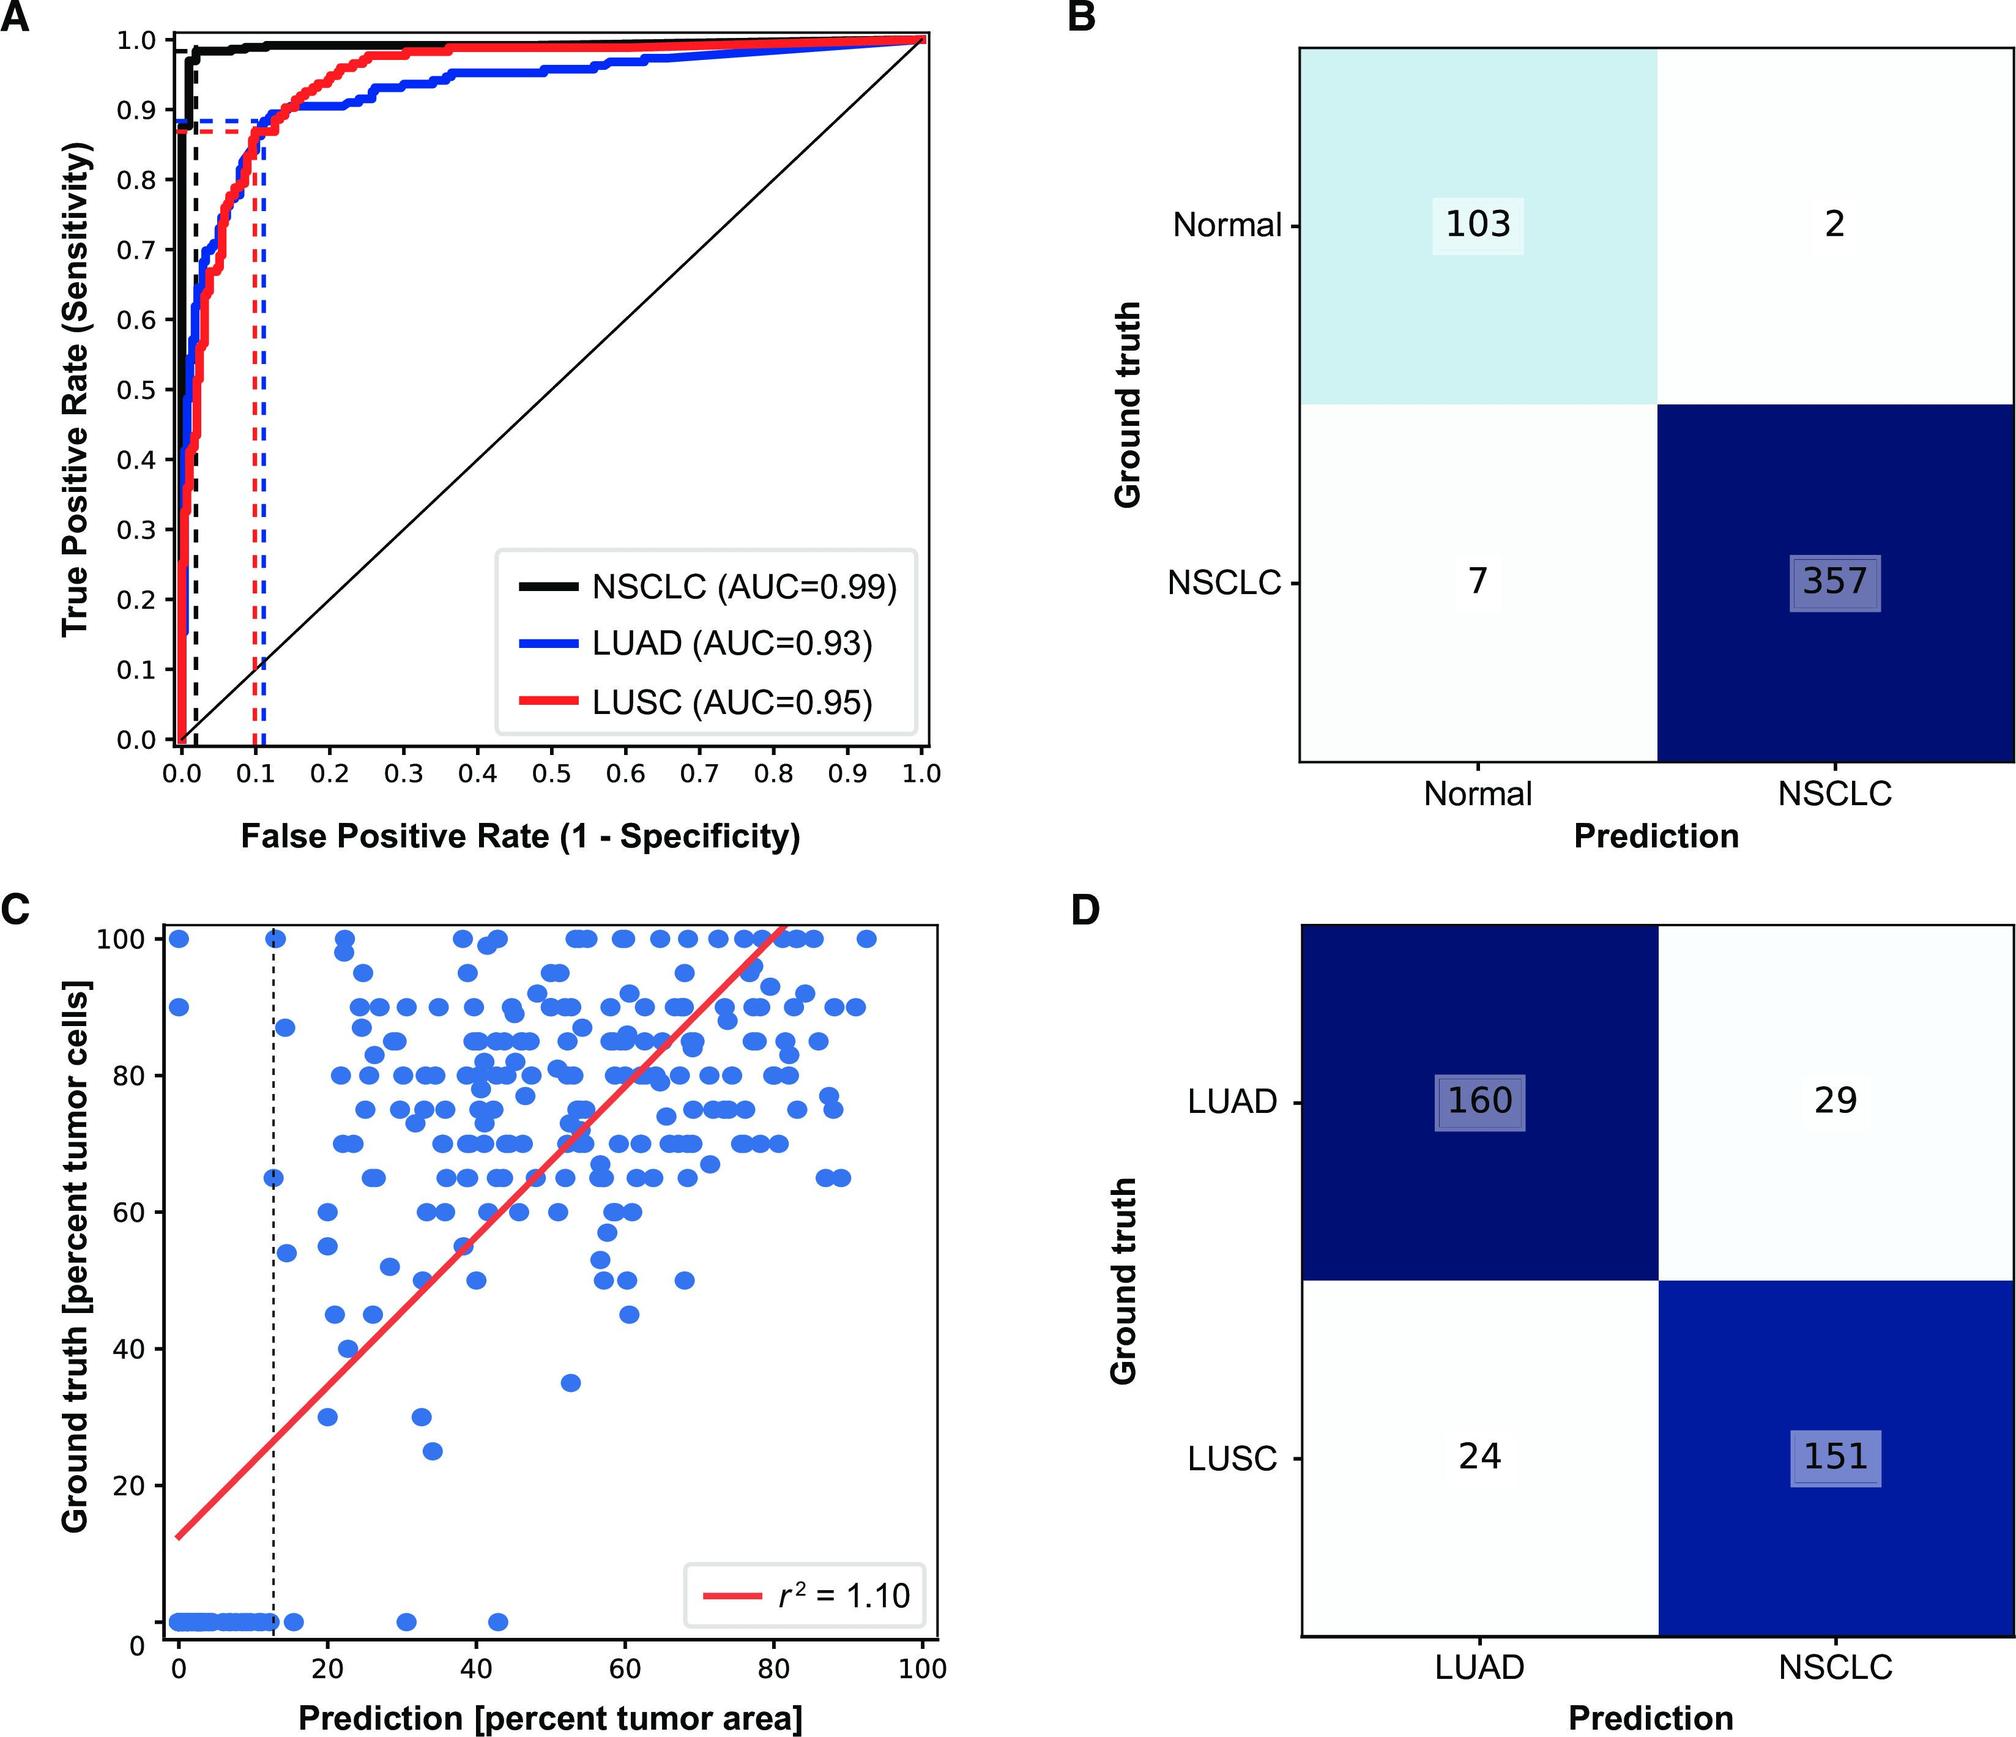 A
1.0
0.9
0.8
0.7
0.6
0.5
0.4
0.3
0.2
0.1
0.0
True Positive Rate (Sensitivity)
NSCLC (AUC=0.99)
LUAD (AUC=0.93)
LUSC (AUC=0.95)
0.0 0.1 0.2 0.3 0.4 0.5 0.6 0.7 0.8 0.9 1.0
False Positive Rate (1 - Specificity)
B
Ground truth
Normal
103 2
NSCLC
7 357
Normal NSCLC
Prediction
C
100
80
60
40
20
0
Ground truth [percent tumor cells]
r² = 1.10
0 20 40 60 80 100
Prediction [percent tumor area]
D
Ground truth
LUAD
160 29
LUSC
24 151
LUAD NSCLC
Prediction